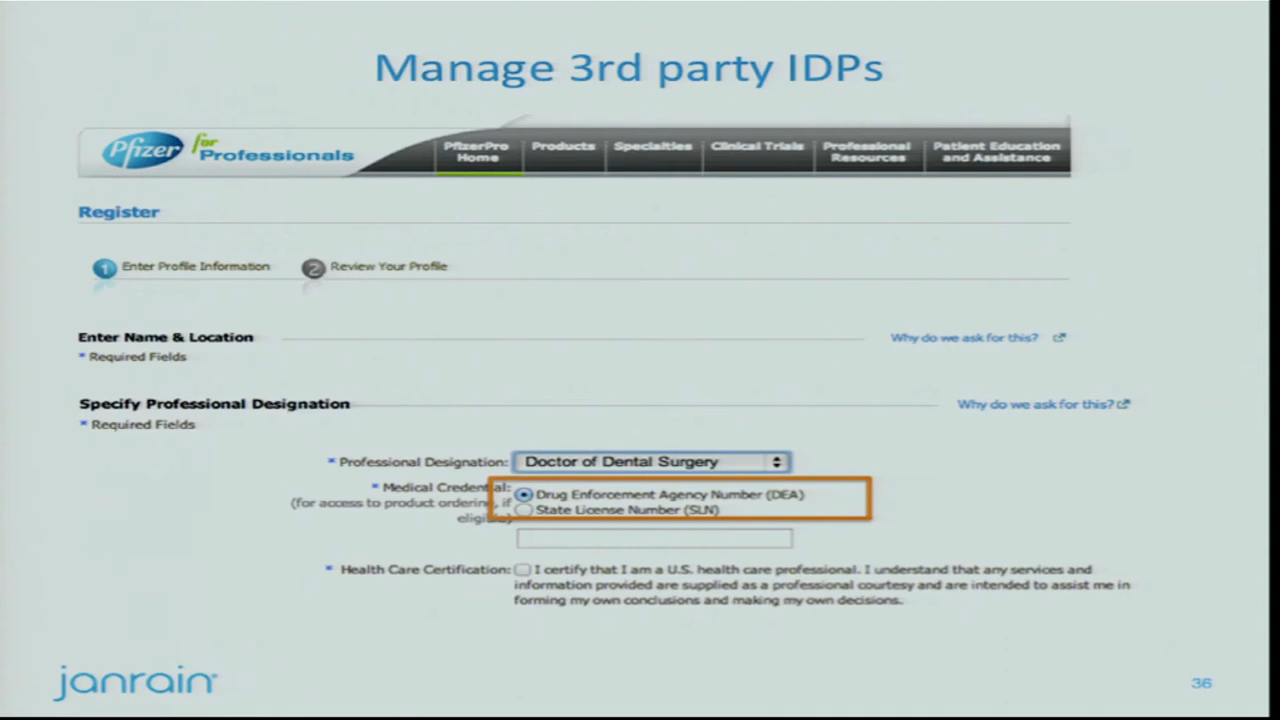 Manage 3rd party IDPs
Pfizer for Professionals
PfizerPro Home
Products
Specialties
Clinical Trials
Professional Resources
Patient Education and Assistance
Register
1 Enter Profile Information
2 Review Your Profile
Enter Name & Location
Why do we ask for this?
* Required Fields
Specify Professional Designation
Why do we ask for this?
* Required Fields
* Professional Designation: Doctor of Dental Surgery
* Medical Credential:
(for access to product ordering, if
eligible)
Drug Enforcement Agency Number (DEA)
State License Number (SLN)
* Health Care Certification:
I certify that I am a U.S. health care professional. I understand that any services and
information provided are supplied as a professional courtesy and are intended to assist me in
forming my own conclusions and making my own decisions.
janrain
36